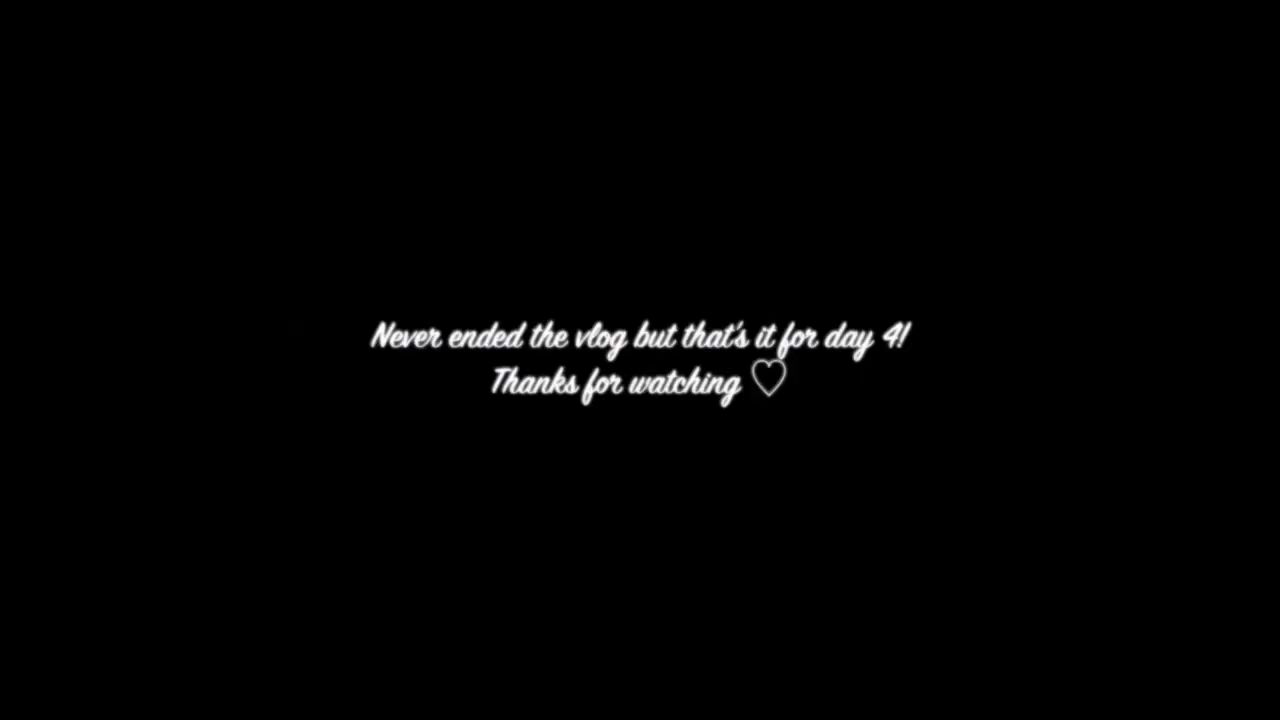 Never ended the vlog but that's it for day 4!
Thanks for watching ♡